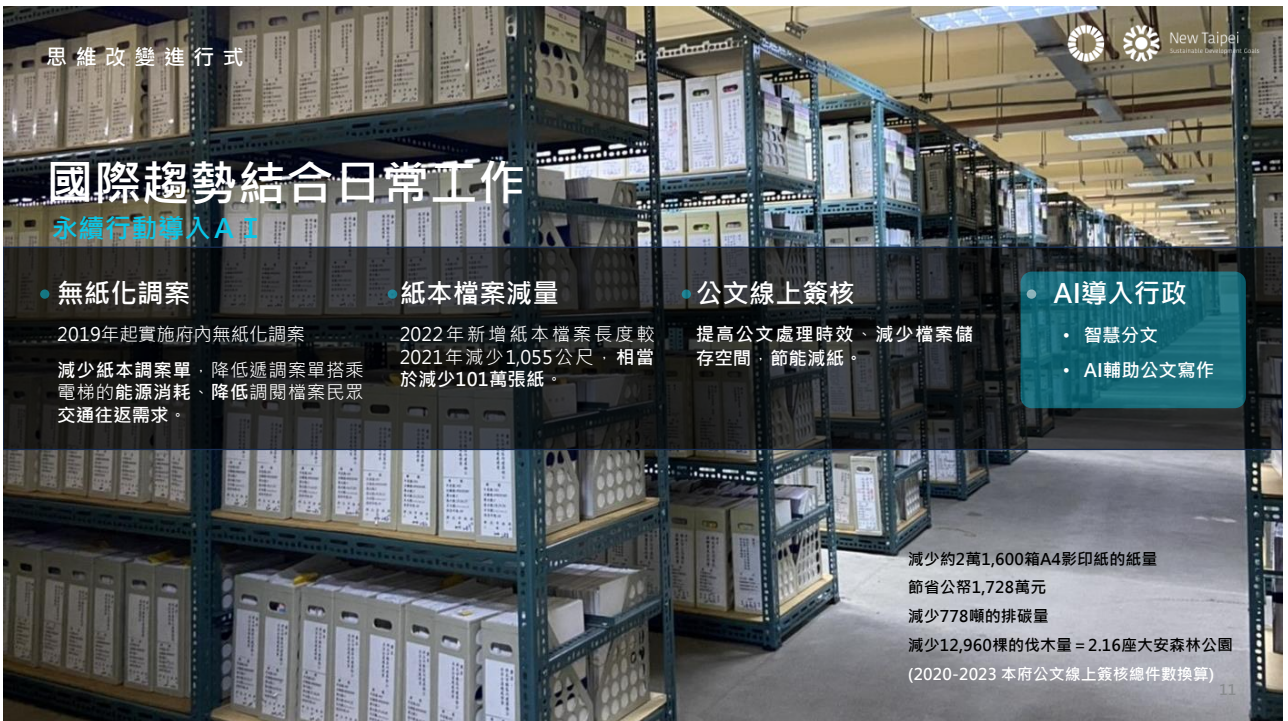 思維改變進行式
New Taipei
Sustainable Development Goals
國際趨勢結合日常工作
永續行動導入AI
無紙化調案
2019年起實施府內無紙化調案
減少紙本調案單，降低遞調案單搭乘
電梯的能源消耗、降低調閱檔案民眾
交通往返需求。
紙本檔案減量
2022年新增紙本檔案長度較
2021年減少1,055公尺，相當
於減少101萬張紙。
公文線上簽核
提高公文處理時效、減少檔案儲
存空間，節能減紙。
AI導入行政
• 智慧分文
• AI輔助公文寫作
減少約2萬1,600箱A4影印紙的紙量
節省公帑1,728萬元
減少778噸的排碳量
減少12,960棵的伐木量=2.16座大安森林公園
(2020-2023 本府公文線上簽核總件數換算)
11